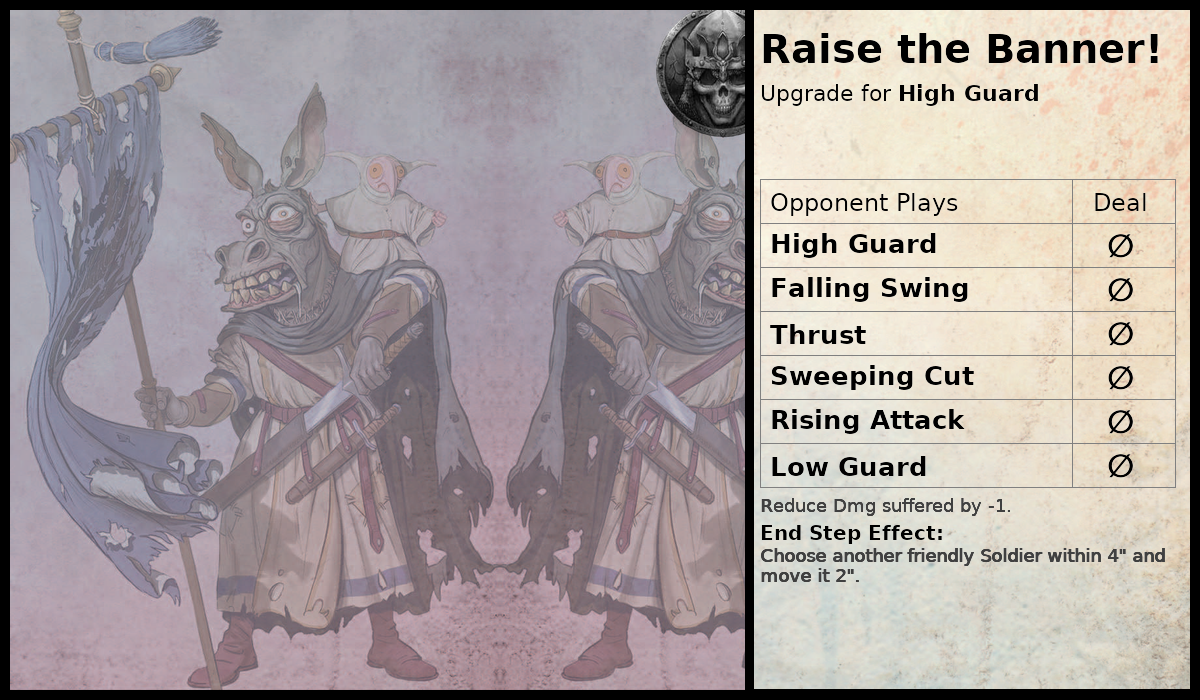 Raise the Banner!
Upgrade for High Guard
Opponent Plays Deal
High Guard ∅
Falling Swing ∅
Thrust ∅
Sweeping Cut ∅
Rising Attack ∅
Low Guard ∅
Reduce Dmg suffered by -1.
End Step Effect:
Choose another friendly Soldier within 4" and
move it 2".